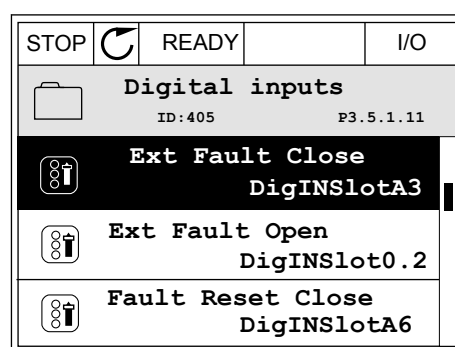 STOP READY I/O
Digital inputs
ID:405 P3.5.1.11
Ext Fault Close
DigINSlotA3
Ext Fault Open
DigINSlot0.2
Fault Reset Close
DigINSlotA6